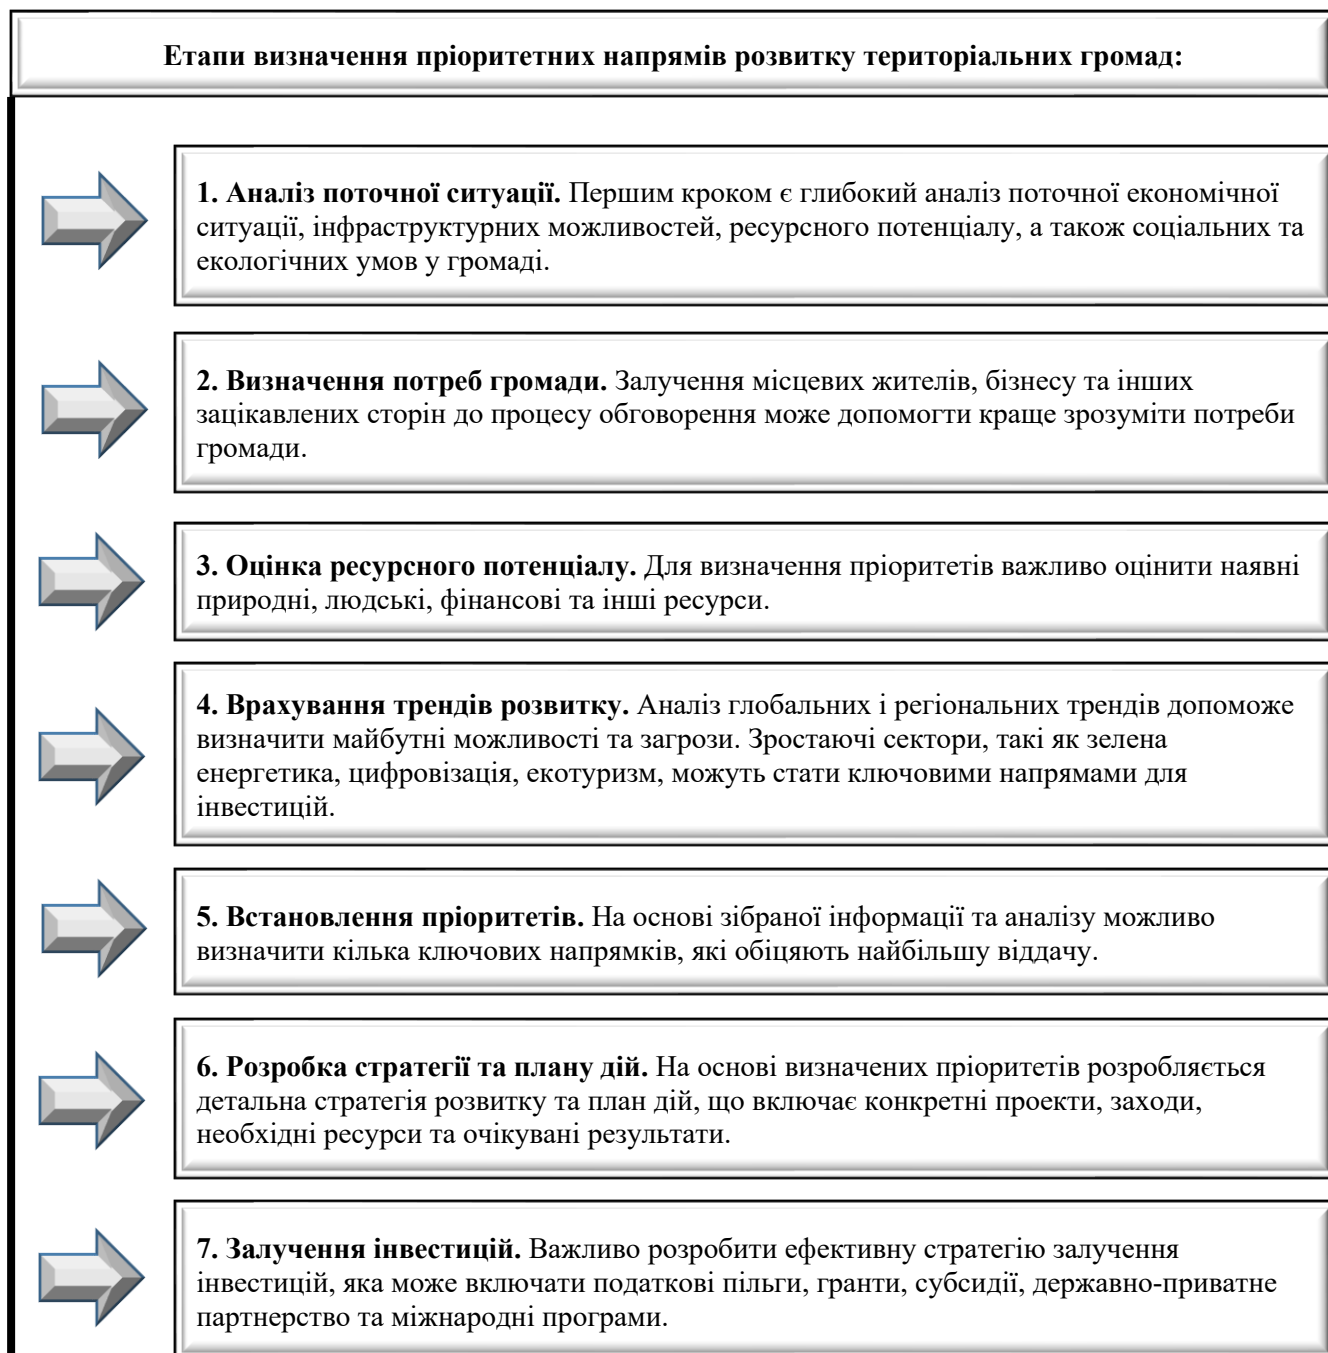 Етапи визначення пріоритетних напрямів розвитку територіальних громад:
1. Аналіз поточної ситуації. Першим кроком є глибокий аналіз поточної економічної
ситуації, інфраструктурних можливостей, ресурсного потенціалу, а також соціальних та
екологічних умов у громаді.
2. Визначення потреб громади. Залучення місцевих жителів, бізнесу та інших
зацікавлених сторін до процесу обговорення може допомогти краще зрозуміти потреби
громади.
3. Оцінка ресурсного потенціалу. Для визначення пріоритетів важливо оцінити наявні
природні, людські, фінансові та інші ресурси.
4. Врахування трендів розвитку. Аналіз глобальних і регіональних трендів допоможе
визначити майбутні можливості та загрози. Зростаючі сектори, такі як зелена
енергетика, цифровізація, екотуризм, можуть стати ключовими напрямами для
інвестицій.
5. Встановлення пріоритетів. На основі зібраної інформації та аналізу можливо
визначити кілька ключових напрямків, які обіцяють найбільшу віддачу.
6. Розробка стратегії та плану дій. На основі визначених пріоритетів розробляється
детальна стратегія розвитку та план дій, що включає конкретні проекти, заходи,
необхідні ресурси та очікувані результати.
7. Залучення інвестицій. Важливо розробити ефективну стратегію залучення
інвестицій, яка може включати податкові пільги, гранти, субсидії, державно-приватне
партнерство та міжнародні програми.